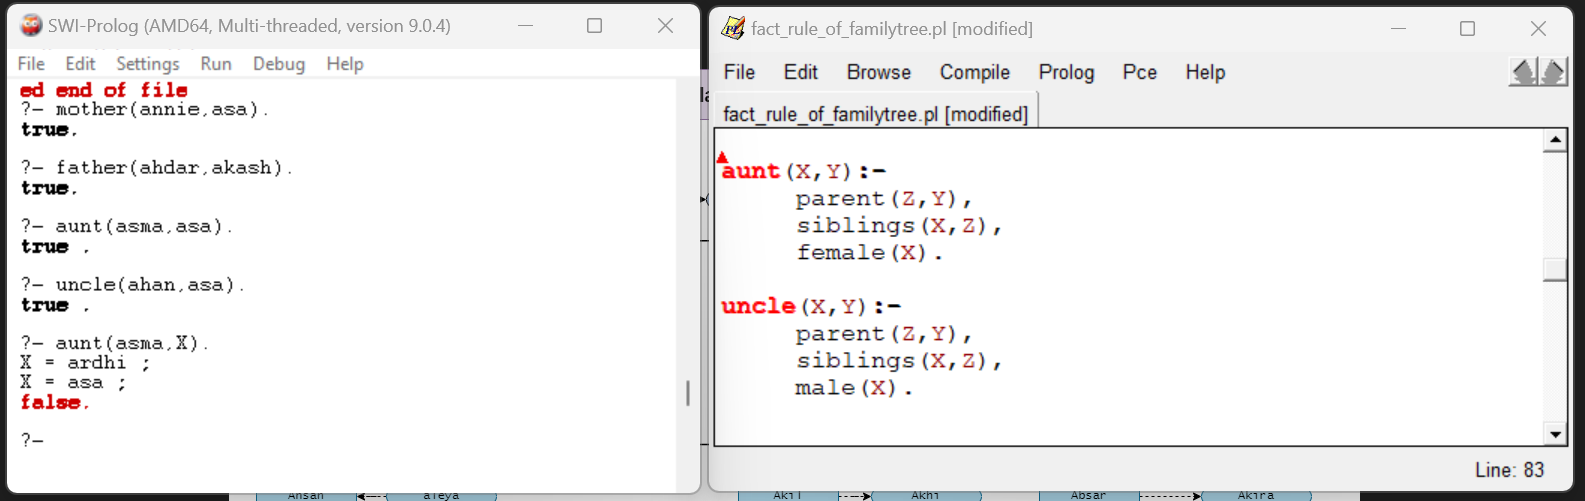 SWI-Prolog (AMD64, Multi-threaded, version 9.0.4)
File Edit Settings Run Debug Help
ed end of file
?- mother(annie,asa).
true.
?- father(ahdar,akash).
true.
?- aunt(asma,asa).
true .
?- uncle(ahan,asa).
true .
?- aunt(asma,X).
X = ardhi ;
X = asa ;
false.
?-
fact_rule_of_familytree.pl [modified]
File Edit Browse Compile Prolog Pce Help
fact_rule_of_familytree.pl [modified]
aunt(X,Y):-
parent(Z,Y),
siblings(X,Z),
female(X).
uncle(X,Y):-
parent(Z,Y),
siblings(X,Z),
male(X).
Line: 83
Ahsan aleya Akil Akhi Absar Akira